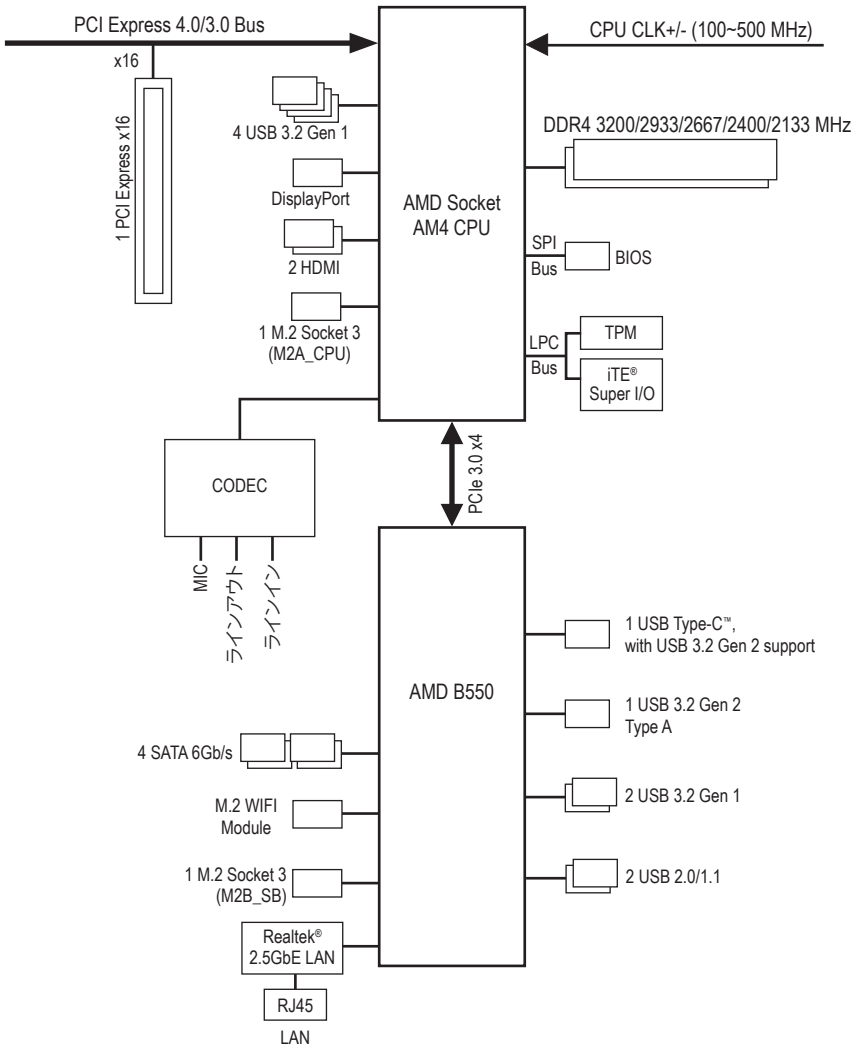 PCI Express 4.0/3.0 Bus
CPU CLK+/- (100~500 MHz)
x16
1 PCI Express x16
4 USB 3.2 Gen 1
DDR4 3200/2933/2667/2400/2133 MHz
DisplayPort
AMD Socket
AM4 CPU
2 HDMI
SPI
Bus
BIOS
1 M.2 Socket 3
(M2A_CPU)
LPC
Bus
TPM
iTE®
Super I/O
CODEC
PCIe 3.0 x4
MIC
ラインアウト
ラインイン
AMD B550
1 USB Type-C™,
with USB 3.2 Gen 2 support
1 USB 3.2 Gen 2
Type A
4 SATA 6Gb/s
2 USB 3.2 Gen 1
M.2 WIFI
Module
1 M.2 Socket 3
(M2B_SB)
2 USB 2.0/1.1
Realtek®
2.5GbE LAN
RJ45
LAN